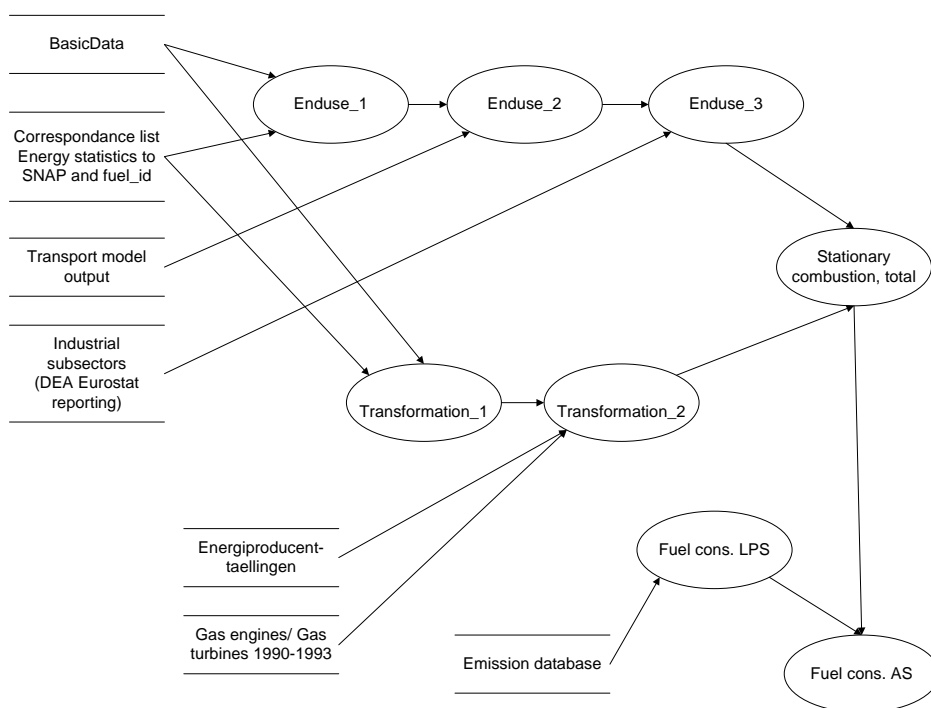 BasicData
Enduse_1
Enduse_2
Enduse_3
Correspondance list
Energy statistics to
SNAP and fuel_id
Transport model
output
Stationary
combustion, total
Industrial
subsectors
(DEA Eurostat
reporting)
Transformation_1
Transformation_2
Energiproducent-
taellingen
Fuel cons. LPS
Gas engines/ Gas
turbines 1990-1993
Emission database
Fuel cons. AS